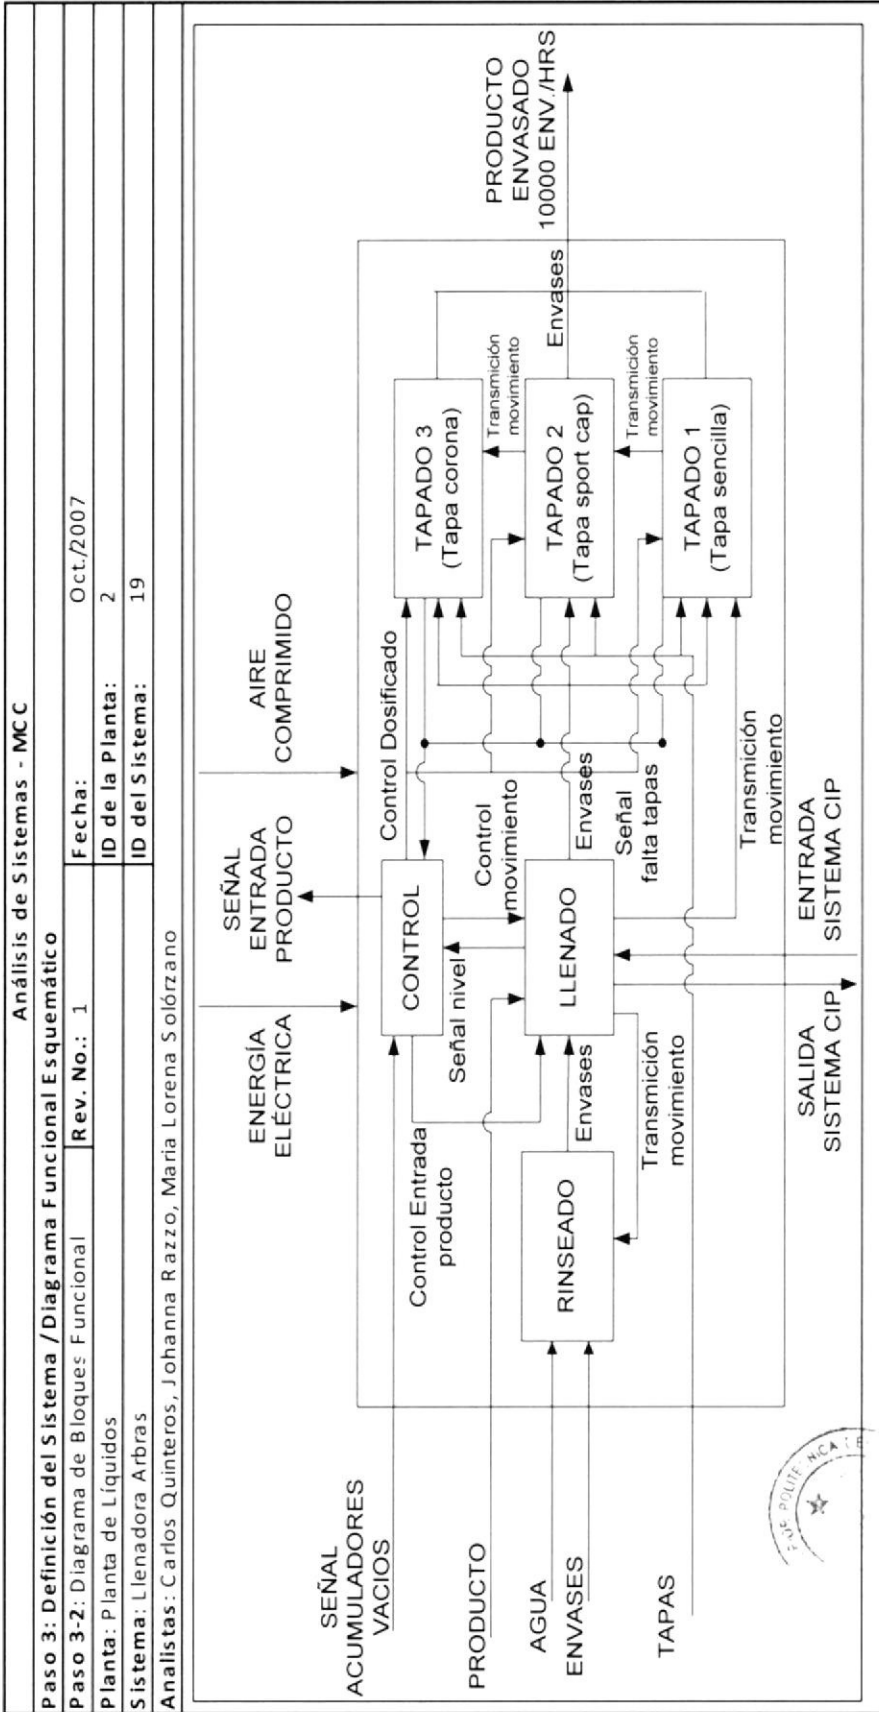 Análisis de Sistemas - MCC
Paso 3: Definición del Sistema /Diagrama Funcional Esquemático
Paso 3-2: Diagrama de Bloques Funcional
Rev. No.: 1
Fecha:
Oct./2007
Planta: Planta de Líquidos
ID de la Planta:
2
Sistema: Llenadora Arbras
ID del Sistema:
19
Analistas: Carlos Quinteros, Johanna Razzo, Maria Lorena Solórzano
SEÑAL
ACUMULADORES
VACIOS
PRODUCTO
AGUA
ENVASES
TAPAS
ENERGÍA
ELÉCTRICA
SEÑAL
ENTRADA
PRODUCTO
AIRE
COMPRIMIDO
Control Entrada
producto
CONTROL
Señal nivel
Control
movimiento
Control Dosificado
RINSEADO
Envases
LLENADO
Envases
Transmición
movimiento
Señal
falta tapas
Transmición
movimiento
TAPADO 3
(Tapa corona)
Transmición
movimiento
TAPADO 2
(Tapa sport cap)
Transmición
movimiento
TAPADO 1
(Tapa sencilla)
Envases
PRODUCTO
ENVASADO
10000 ENV./HRS
SALIDA
SISTEMA CIP
ENTRADA
SISTEMA CIP